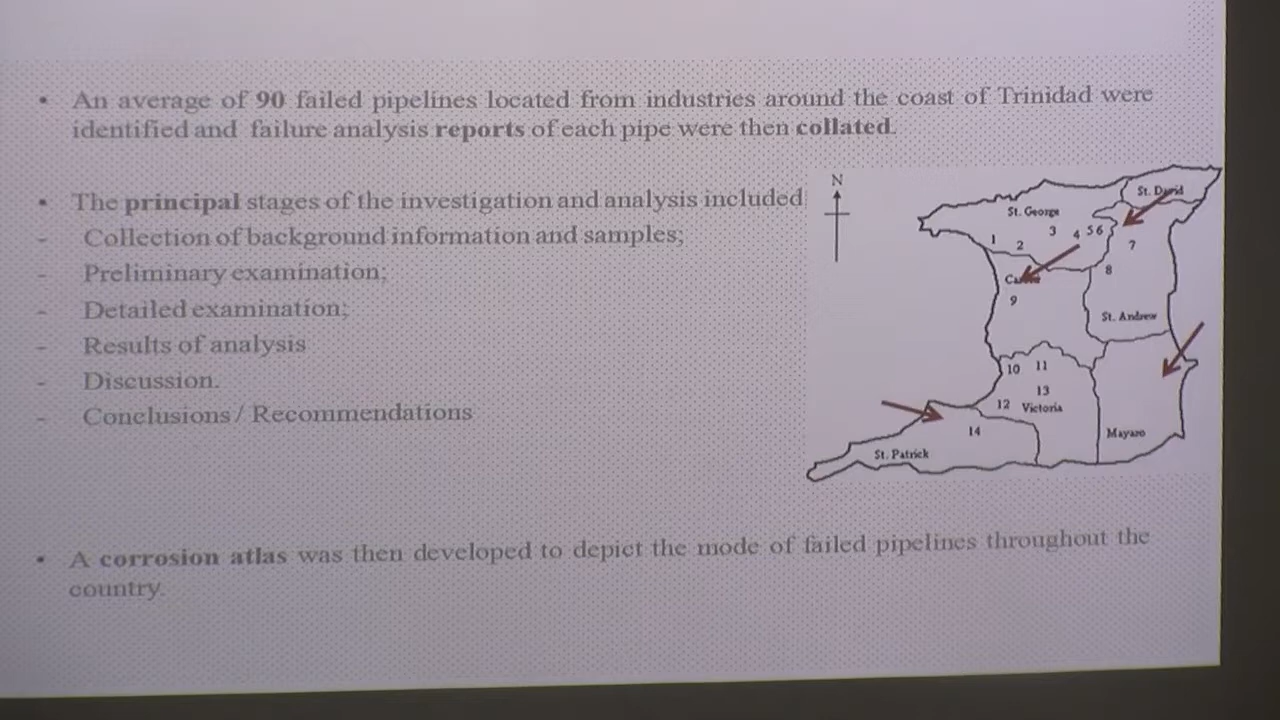 • An average of 90 failed pipelines located from industries around the coast of Trinidad were
identified and failure analysis reports of each pipe were then collated.
• The principal stages of the investigation and analysis included
- Collection of background information and samples;
- Preliminary examination;
- Detailed examination;
- Results of analysis
- Discussion.
- Conclusions / Recommendations
• A corrosion atlas was then developed to depict the mode of failed pipelines throughout the
country.
N
St. David
St. George
1 2 3 4 5 6 7
8
9
St. Andrew
10 11
13
12 Victoria
14
Mayaro
St. Patrick